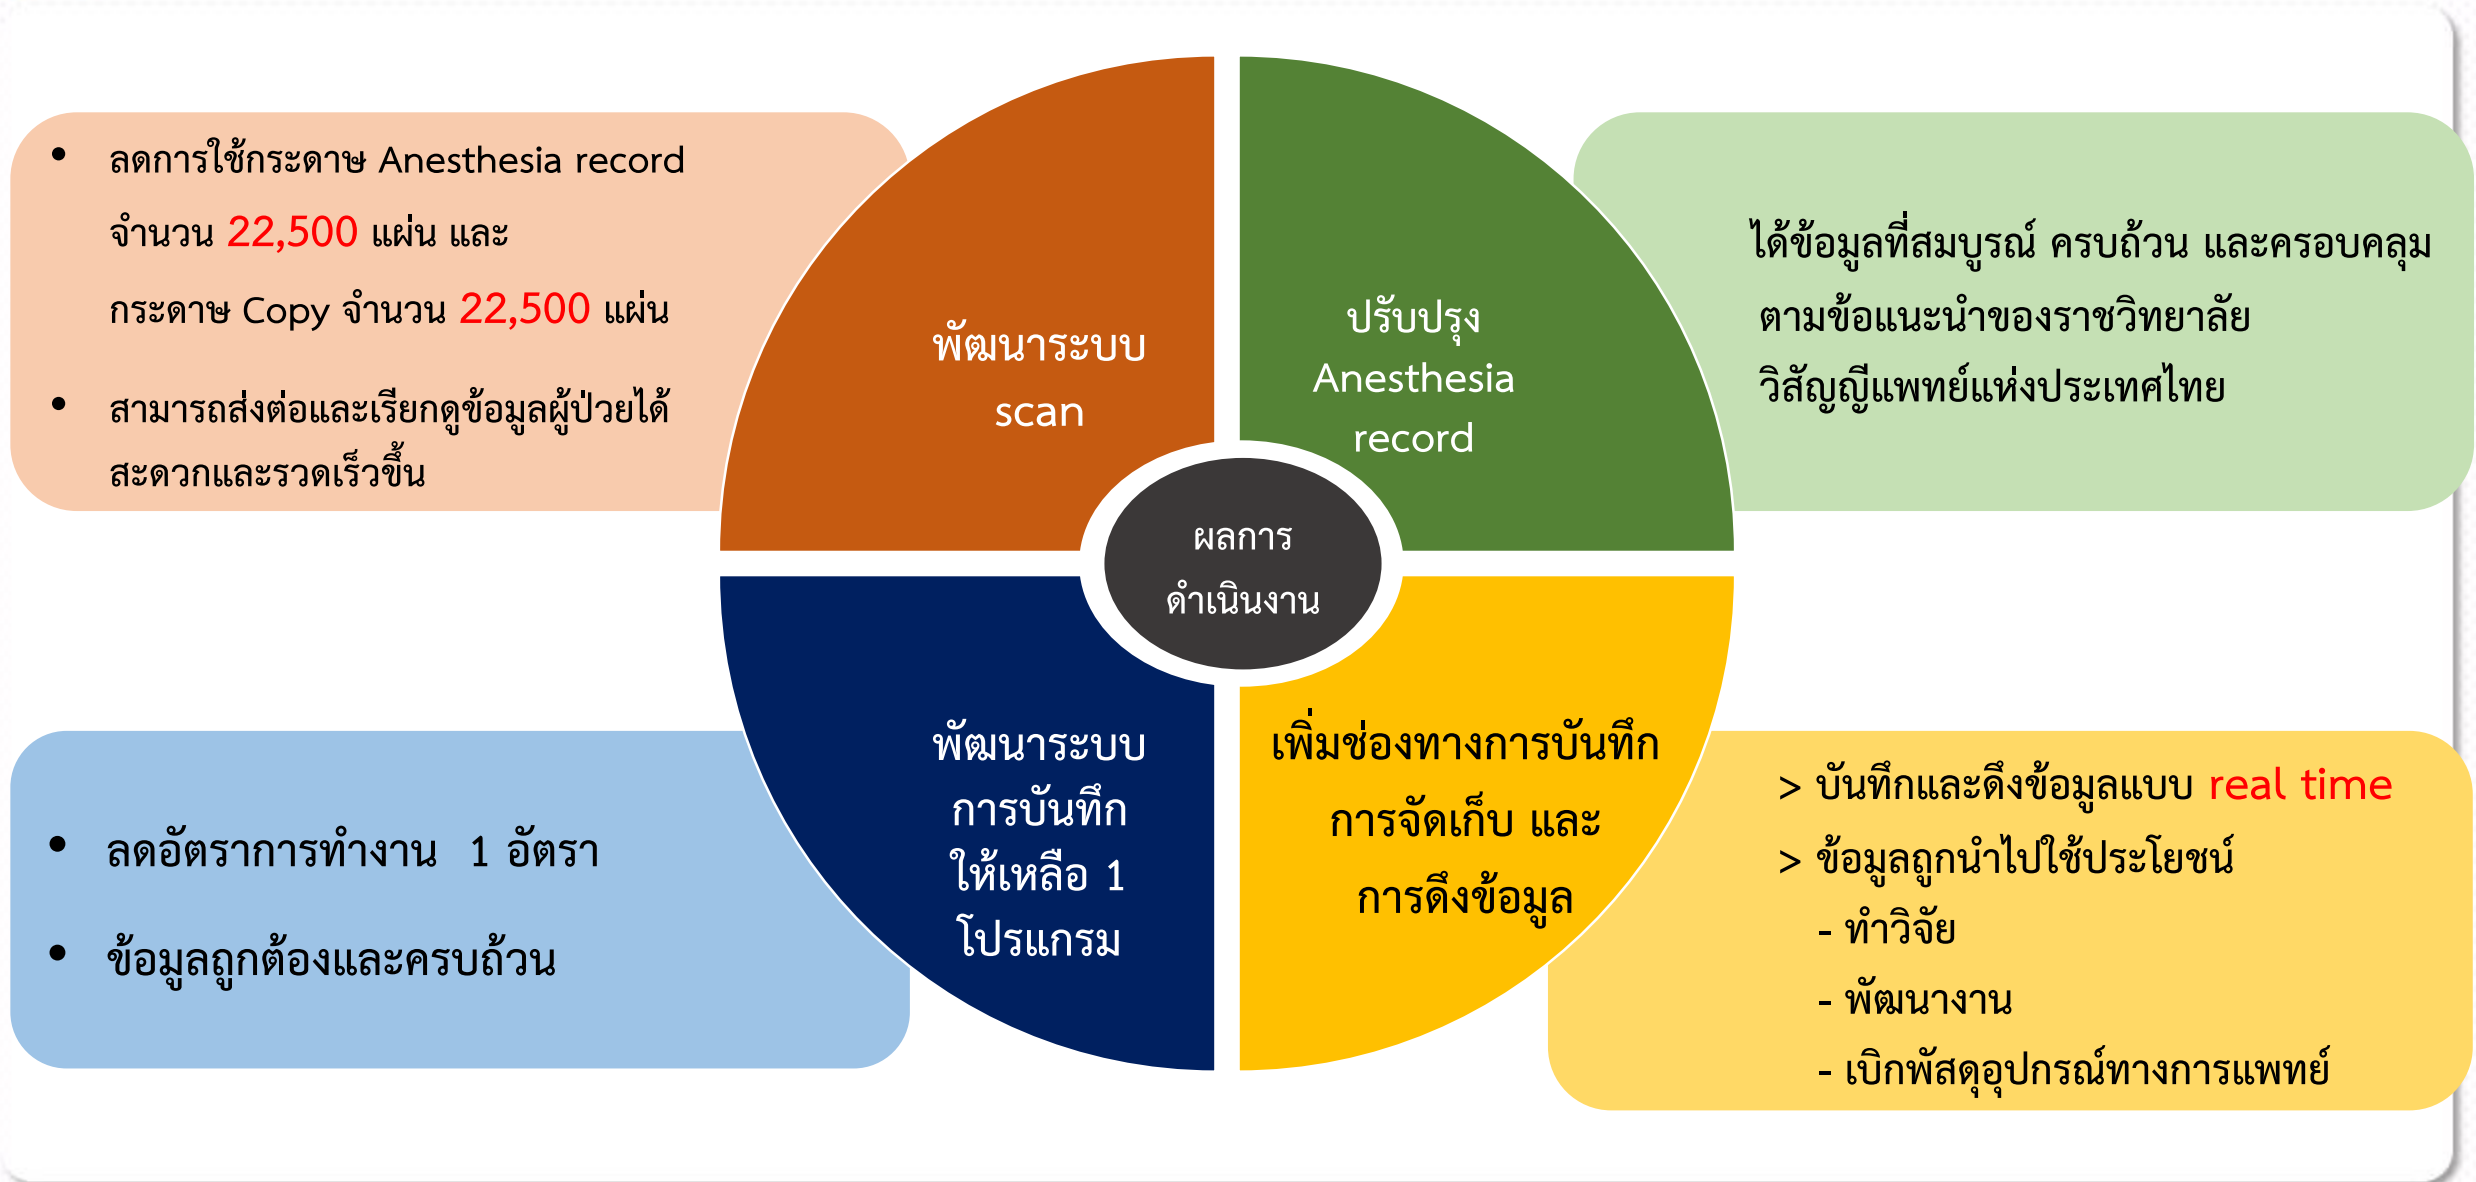 • ลดการใช้กระดาษ Anesthesia record
จำนวน 22,500 แผ่น และ
กระดาษ Copy จำนวน 22,500 แผ่น
• สามารถส่งต่อและเรียกดูข้อมูลผู้ป่วยได้
สะดวกและรวดเร็วขึ้น
พัฒนาระบบ
scan
ปรับปรุง
Anesthesia
record
ได้ข้อมูลที่สมบูรณ์ ครบถ้วน และครอบคลุม
ตามข้อแนะนำของราชวิทยาลัย
วิสัญญีแพทย์แห่งประเทศไทย
ผลการ
ดำเนินงาน
• ลดอัตราการทำงาน 1 อัตรา
• ข้อมูลถูกต้องและครบถ้วน
พัฒนาระบบ
การบันทึก
ให้เหลือ 1
โปรแกรม
เพิ่มช่องทางการบันทึก
การจัดเก็บ และ
การดึงข้อมูล
> บันทึกและดึงข้อมูลแบบ real time
> ข้อมูลถูกนำไปใช้ประโยชน์
- ทำวิจัย
- พัฒนางาน
- เบิกพัสดุอุปกรณ์ทางการแพทย์